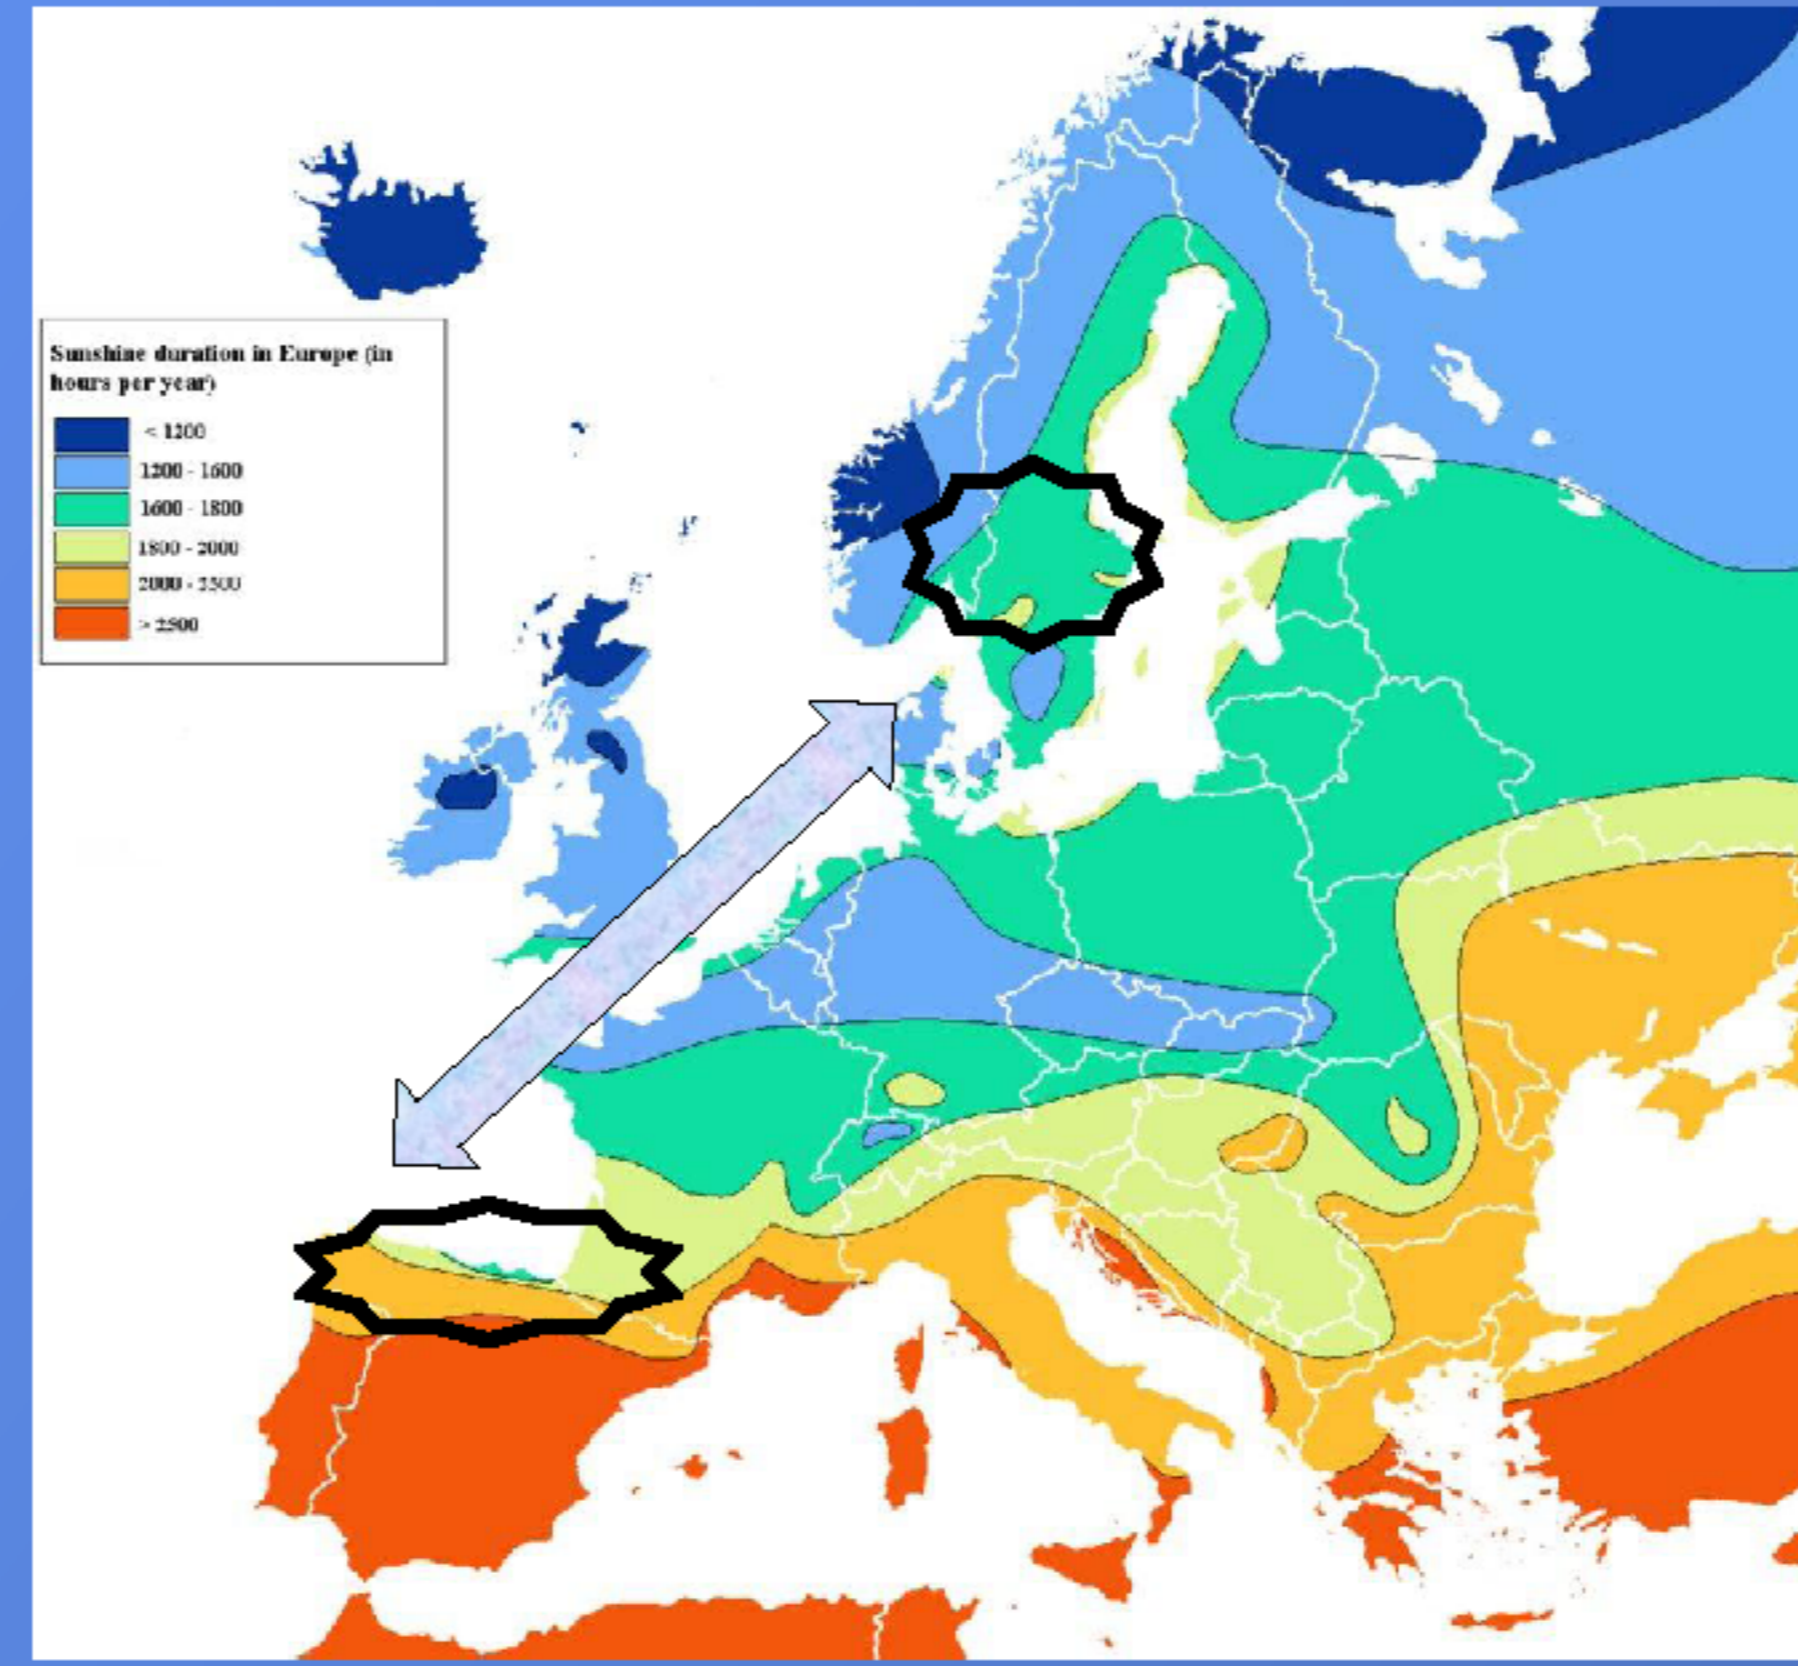 Sunshine duration in Europe (in
hours per year)
< 1200
1200 - 1600
1600 - 1800
1800 - 2000
2000 - 2500
> 2500